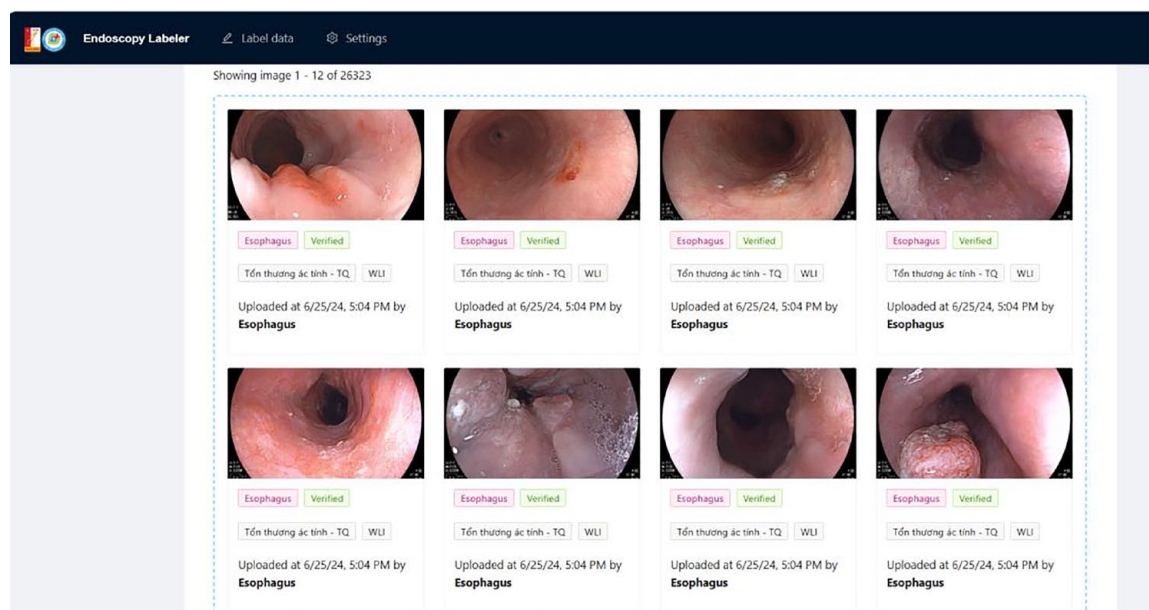 Endoscopy Labeler Label data Settings
Showing image 1 - 12 of 26323
Esophagus Verified Esophagus Verified Esophagus Verified Esophagus Verified
Tổn thương ác tính - TQ WLI Tổn thương ác tính - TQ WLI Tổn thương ác tính - TQ WLI Tổn thương ác tính - TQ WLI
Uploaded at 6/25/24, 5:04 PM by Uploaded at 6/25/24, 5:04 PM by Uploaded at 6/25/24, 5:04 PM by Uploaded at 6/25/24, 5:04 PM by
Esophagus Esophagus Esophagus Esophagus
Esophagus Verified Esophagus Verified Esophagus Verified Esophagus Verified
Tổn thương ác tính - TQ WLI Tổn thương ác tính - TQ WLI Tổn thương ác tính - TQ WLI Tổn thương ác tính - TQ WLI
Uploaded at 6/25/24, 5:04 PM by Uploaded at 6/25/24, 5:04 PM by Uploaded at 6/25/24, 5:04 PM by Uploaded at 6/25/24, 5:04 PM by
Esophagus Esophagus Esophagus Esophagus